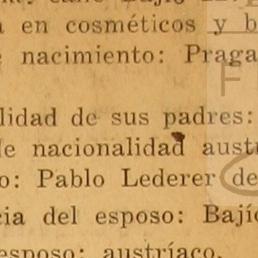 en cosméticos y
nacimiento: Praga
lidad de sus padres:
de nacionalidad aust
o: Pablo Lederer de
cia del esposo: Bají
esposo: austríaco.